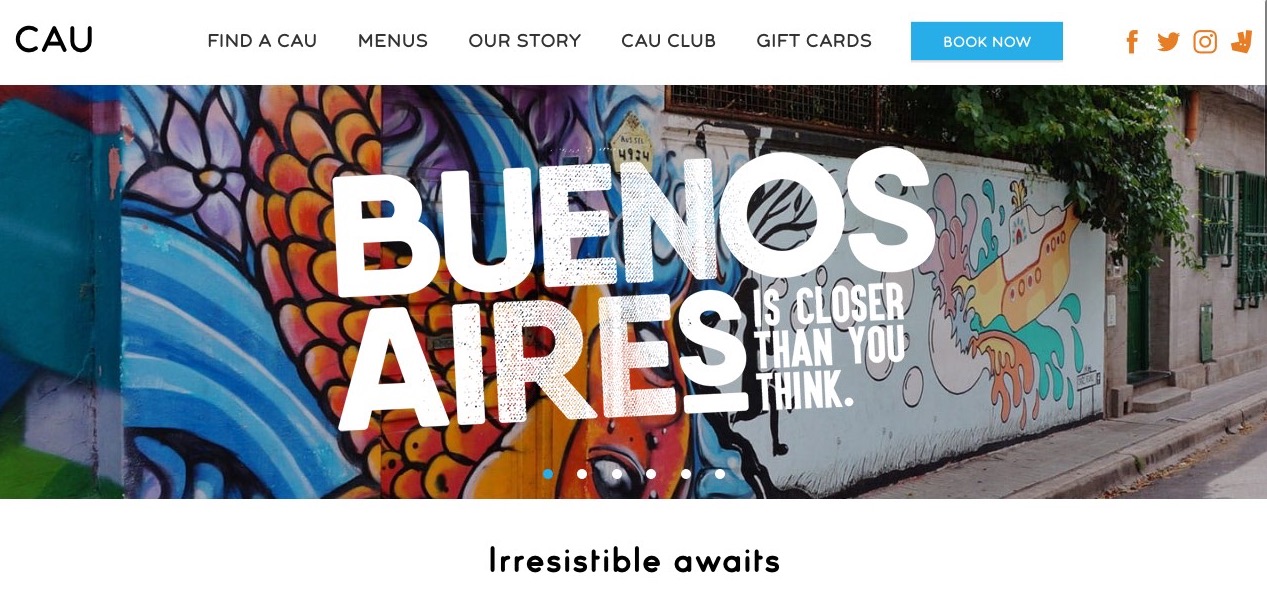 CAU
FIND A CAU
MENUS
OUR STORY
CAU CLUB
GIFT CARDS
BOOK NOW
BUENOS
AIRES
IS CLOSER
THAN YOU
THINK.
Irresistible awaits